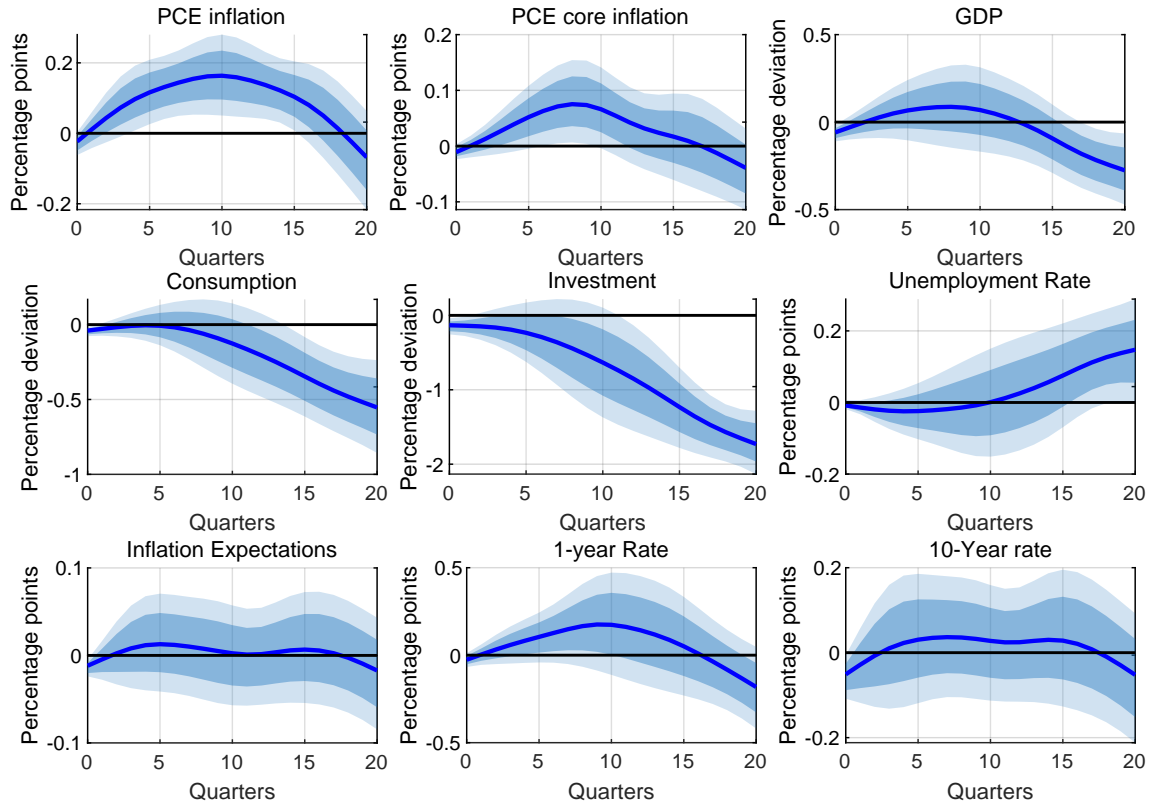 PCE inflation
Percentage points
0.2
0
-0.2
0 5 10 15 20
Quarters
PCE core inflation
Percentage points
0.2
0.1
0
-0.1
0 5 10 15 20
Quarters
GDP
Percentage deviation
0.5
0
-0.5
0 5 10 15 20
Quarters
Consumption
Percentage deviation
0
-0.5
-1
0 5 10 15 20
Quarters
Investment
Percentage deviation
0
-1
-2
0 5 10 15 20
Quarters
Unemployment Rate
Percentage points
0.2
0
-0.2
0 5 10 15 20
Quarters
Inflation Expectations
Percentage points
0.1
0
-0.1
0 5 10 15 20
Quarters
1-year Rate
Percentage points
0.5
0
-0.5
0 5 10 15 20
Quarters
10-Year rate
Percentage points
0.2
0
-0.2
0 5 10 15 20
Quarters